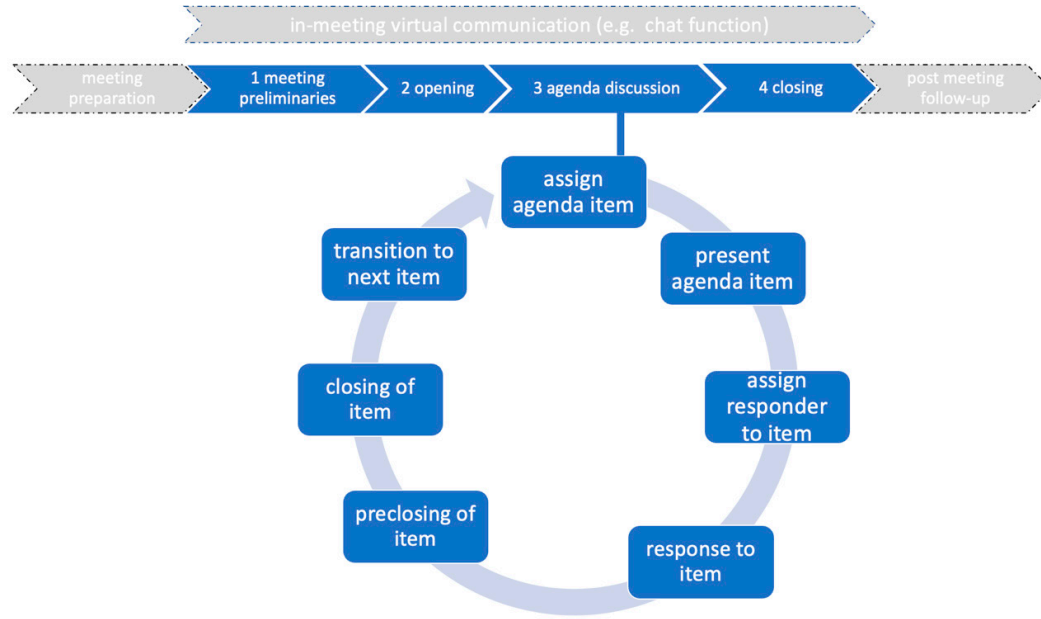 in-meeting virtual communication (e.g. chat function)
meeting
preparation
1 meeting
preliminaries
2 opening
3 agenda discussion
4 closing
post meeting
follow-up
assign
agenda item
present
agenda item
assign
responder
to item
response to
item
preclosing of
item
closing of
item
transition to
next item